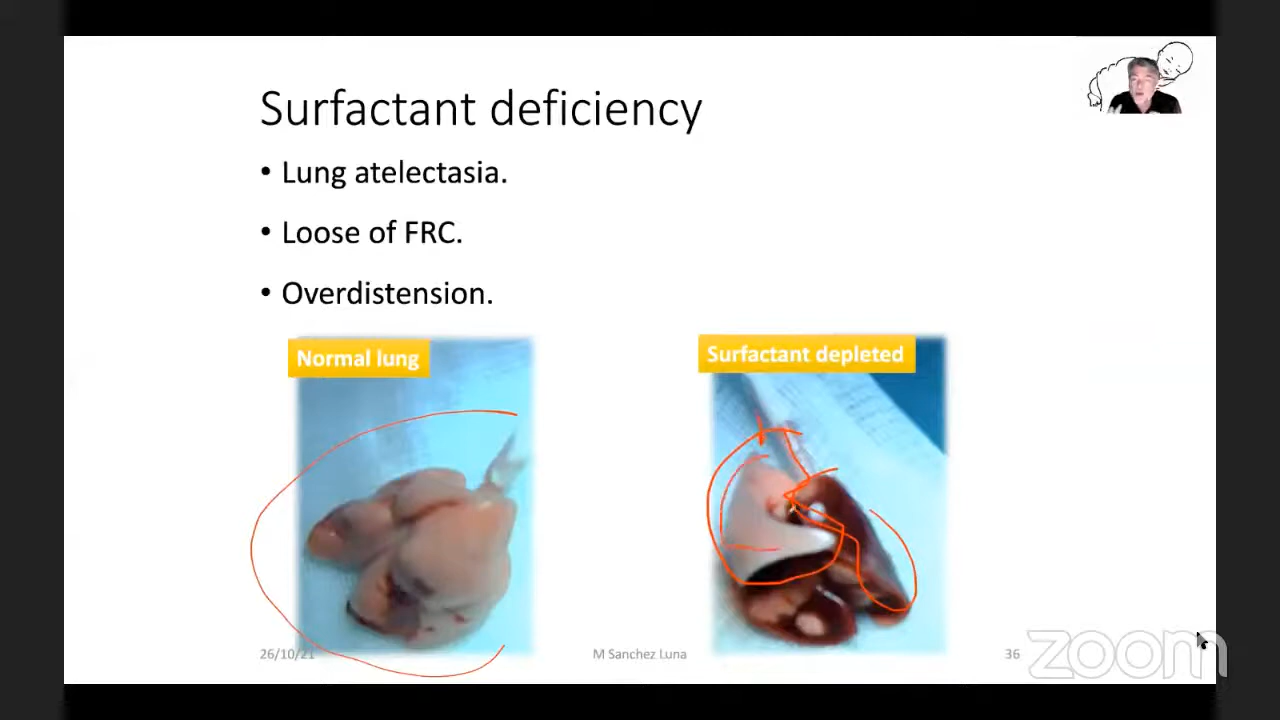 Surfactant deficiency
• Lung atelectasia.
• Loose of FRC.
• Overdistension.
Normal lung
Surfactant depleted
26/10/21
M Sanchez Luna
36
zoom